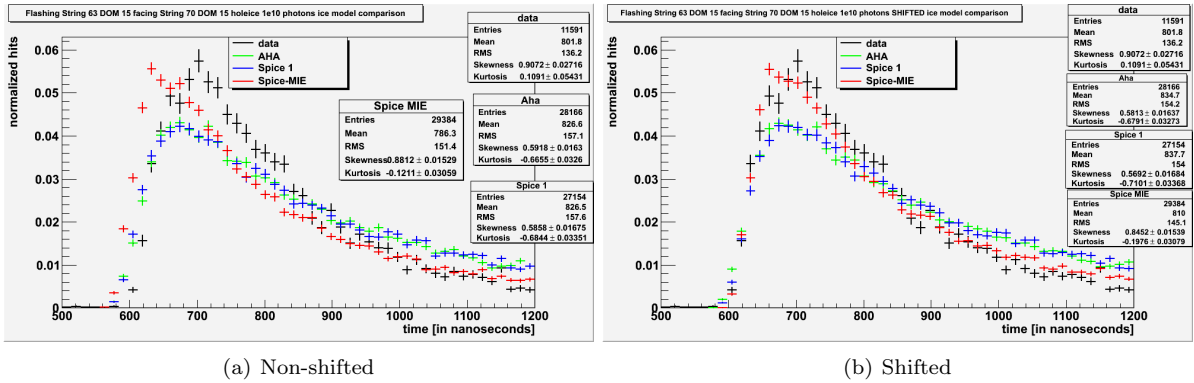 Flashing String 63 DOM 15 facing String 70 DOM 15 holeice 1e10 photons ice model comparison
normalized hits
0.06
0.05
0.04
0.03
0.02
0.01
0
500 600 700 800 900 1000 1100 1200
time [in nanoseconds]
data
AHA
Spice 1
Spice-MIE
data
Entries 11591
Mean 801.8
RMS 136.2
Skewness 0.9072 ± 0.02716
Kurtosis 0.1091 ± 0.05431
Spice MIE
Entries 29384
Mean 786.3
RMS 151.4
Skewness 0.8812 ± 0.01529
Kurtosis -0.1211 ± 0.03059
Aha
Entries 28166
Mean 826.6
RMS 157.1
Skewness 0.5918 ± 0.0163
Kurtosis -0.6655 ± 0.0326
Spice 1
Entries 27154
Mean 826.5
RMS 157.6
Skewness 0.5858 ± 0.01675
Kurtosis -0.6844 ± 0.03351
(a) Non-shifted
Flashing String 63 DOM 15 facing String 70 DOM 15 holeice 1e10 photons SHIFTED ice model comparison
normalized hits
0.06
0.05
0.04
0.03
0.02
0.01
0
500 600 700 800 900 1000 1100 1200
time [in nanoseconds]
data
AHA
Spice 1
Spice-MIE
data
Entries 11591
Mean 801.8
RMS 136.2
Skewness 0.9072 ± 0.02716
Kurtosis 0.1091 ± 0.05431
Aha
Entries 28166
Mean 834.7
RMS 154.2
Skewness 0.5813 ± 0.01637
Kurtosis -0.6791 ± 0.03273
Spice 1
Entries 27154
Mean 837.7
RMS 154
Skewness 0.5692 ± 0.01684
Kurtosis -0.7101 ± 0.03368
Spice MIE
Entries 29384
Mean 810
RMS 145.1
Skewness 0.8452 ± 0.01539
Kurtosis -0.1976 ± 0.03079
(b) Shifted